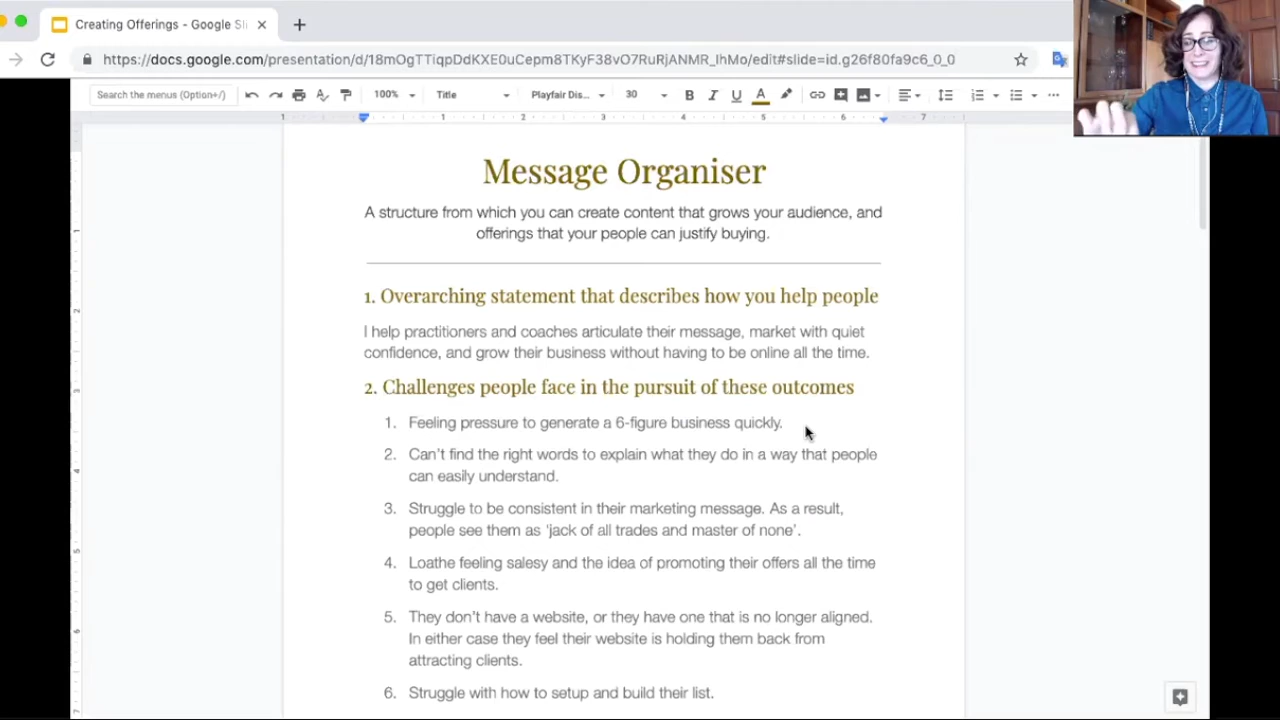 Creating Offerings - Google Sli
https://docs.google.com/presentation/d/18mOgTTiqpDdKXE0uCepm8TKyF38vO7RuRjANMR_IhMo/edit#slide=id.g26f80fa9c6_0_0
Search the menus (Option+/) 100% Title Playfair Dis... 30 B I U A
1 1 2 3 4 5 6 7
Message Organiser
A structure from which you can create content that grows your audience, and
offerings that your people can justify buying.
1. Overarching statement that describes how you help people
I help practitioners and coaches articulate their message, market with quiet
confidence, and grow their business without having to be online all the time.
2. Challenges people face in the pursuit of these outcomes
1. Feeling pressure to generate a 6-figure business quickly.
2. Can't find the right words to explain what they do in a way that people
can easily understand.
3. Struggle to be consistent in their marketing message. As a result,
people see them as 'jack of all trades and master of none'.
4. Loathe feeling salesy and the idea of promoting their offers all the time
to get clients.
5. They don't have a website, or they have one that is no longer aligned.
In either case they feel their website is holding them back from
attracting clients.
6. Struggle with how to setup and build their list.